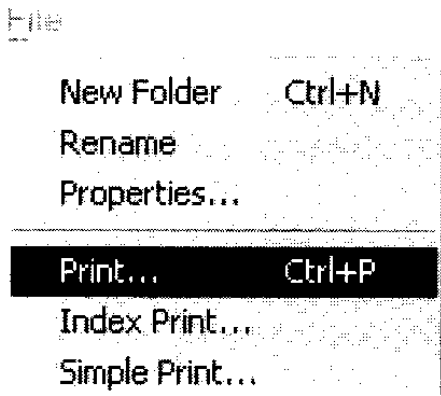 File
New Folder Ctrl+N
Rename
Properties...
Print... Ctrl+P
Index Print...
Simple Print...